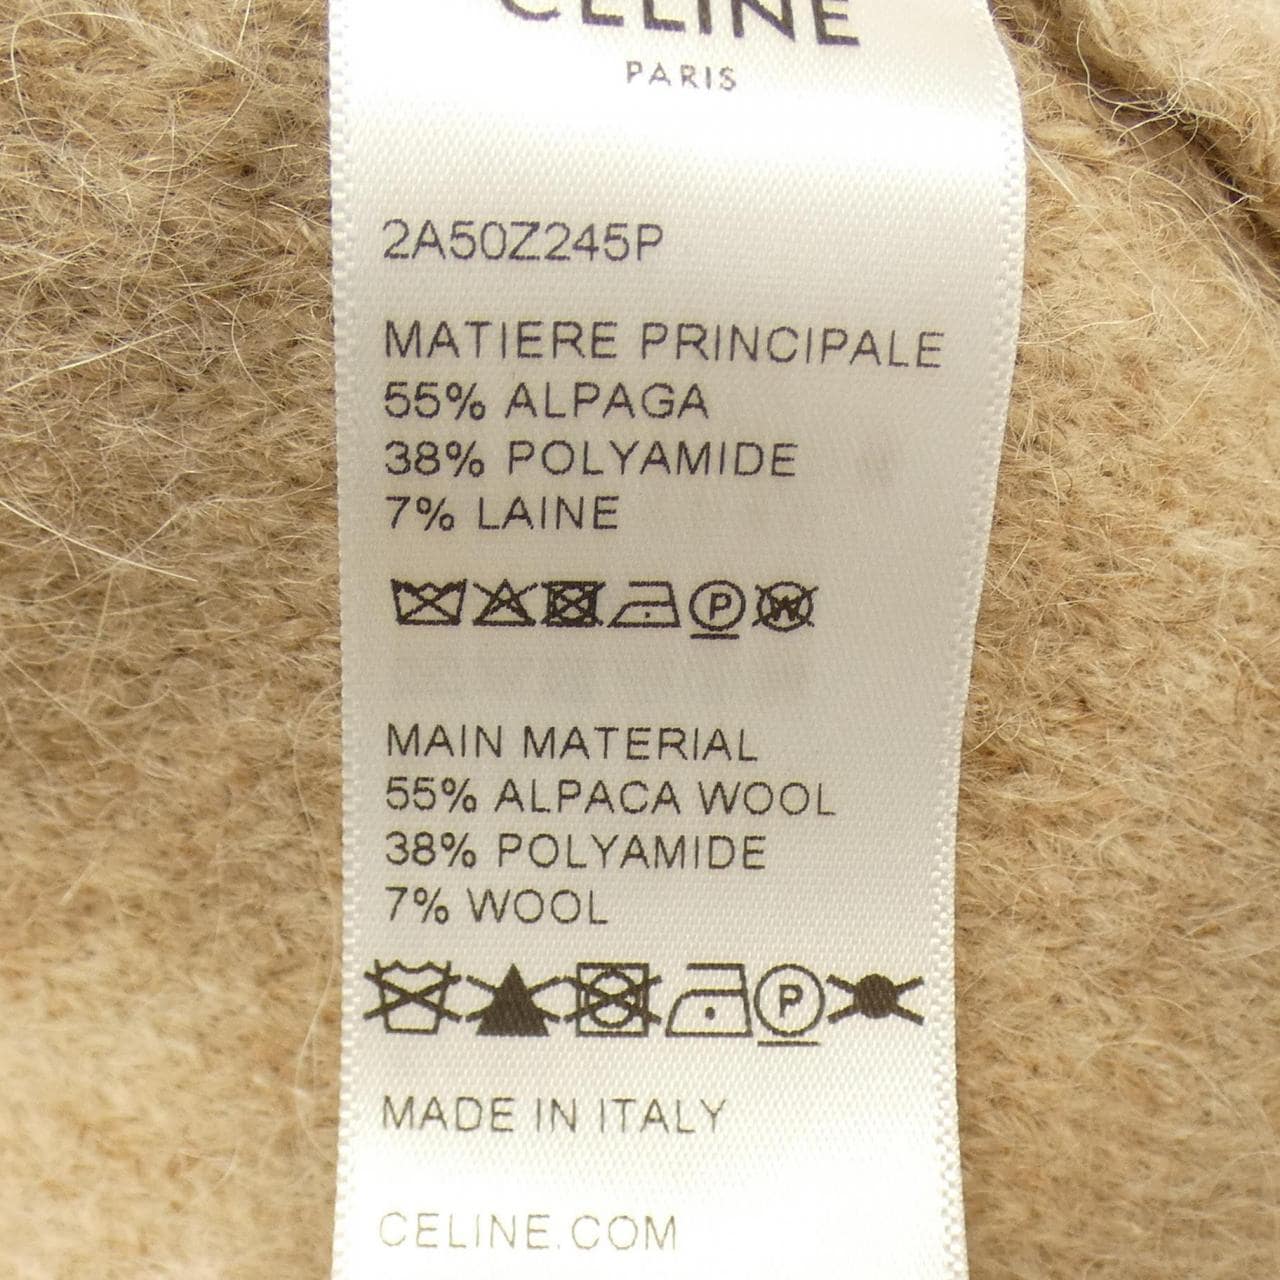 CELINE
PARIS
2A50Z245P
MATIERE PRINCIPALE
55% ALPAGA
38% POLYAMIDE
7% LAINE
P W
MAIN MATERIAL
55% ALPACA WOOL
38% POLYAMIDE
7% WOOL
P
MADE IN ITALY
CELINE.COM